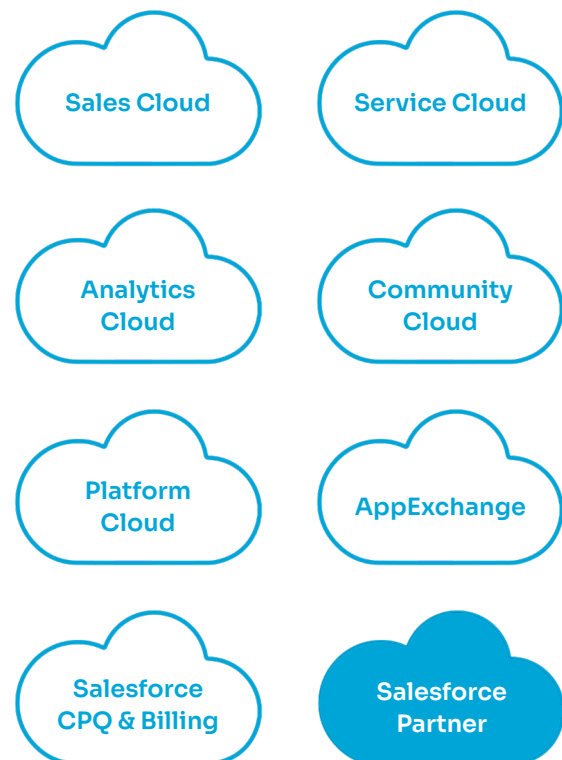 Sales Cloud
Service Cloud
Analytics
Cloud
Community
Cloud
Platform
Cloud
AppExchange
Salesforce
CPQ & Billing
Salesforce
Partner